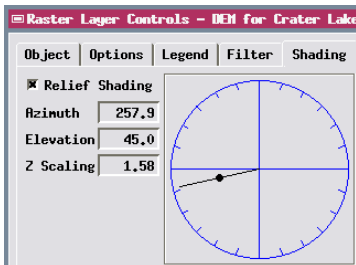 Raster Layer Controls - DEM for Crater Lake
Object Options Legend Filter Shading
Relief Shading
Azimuth 257.9
Elevation 45.0
Z Scaling 1.58